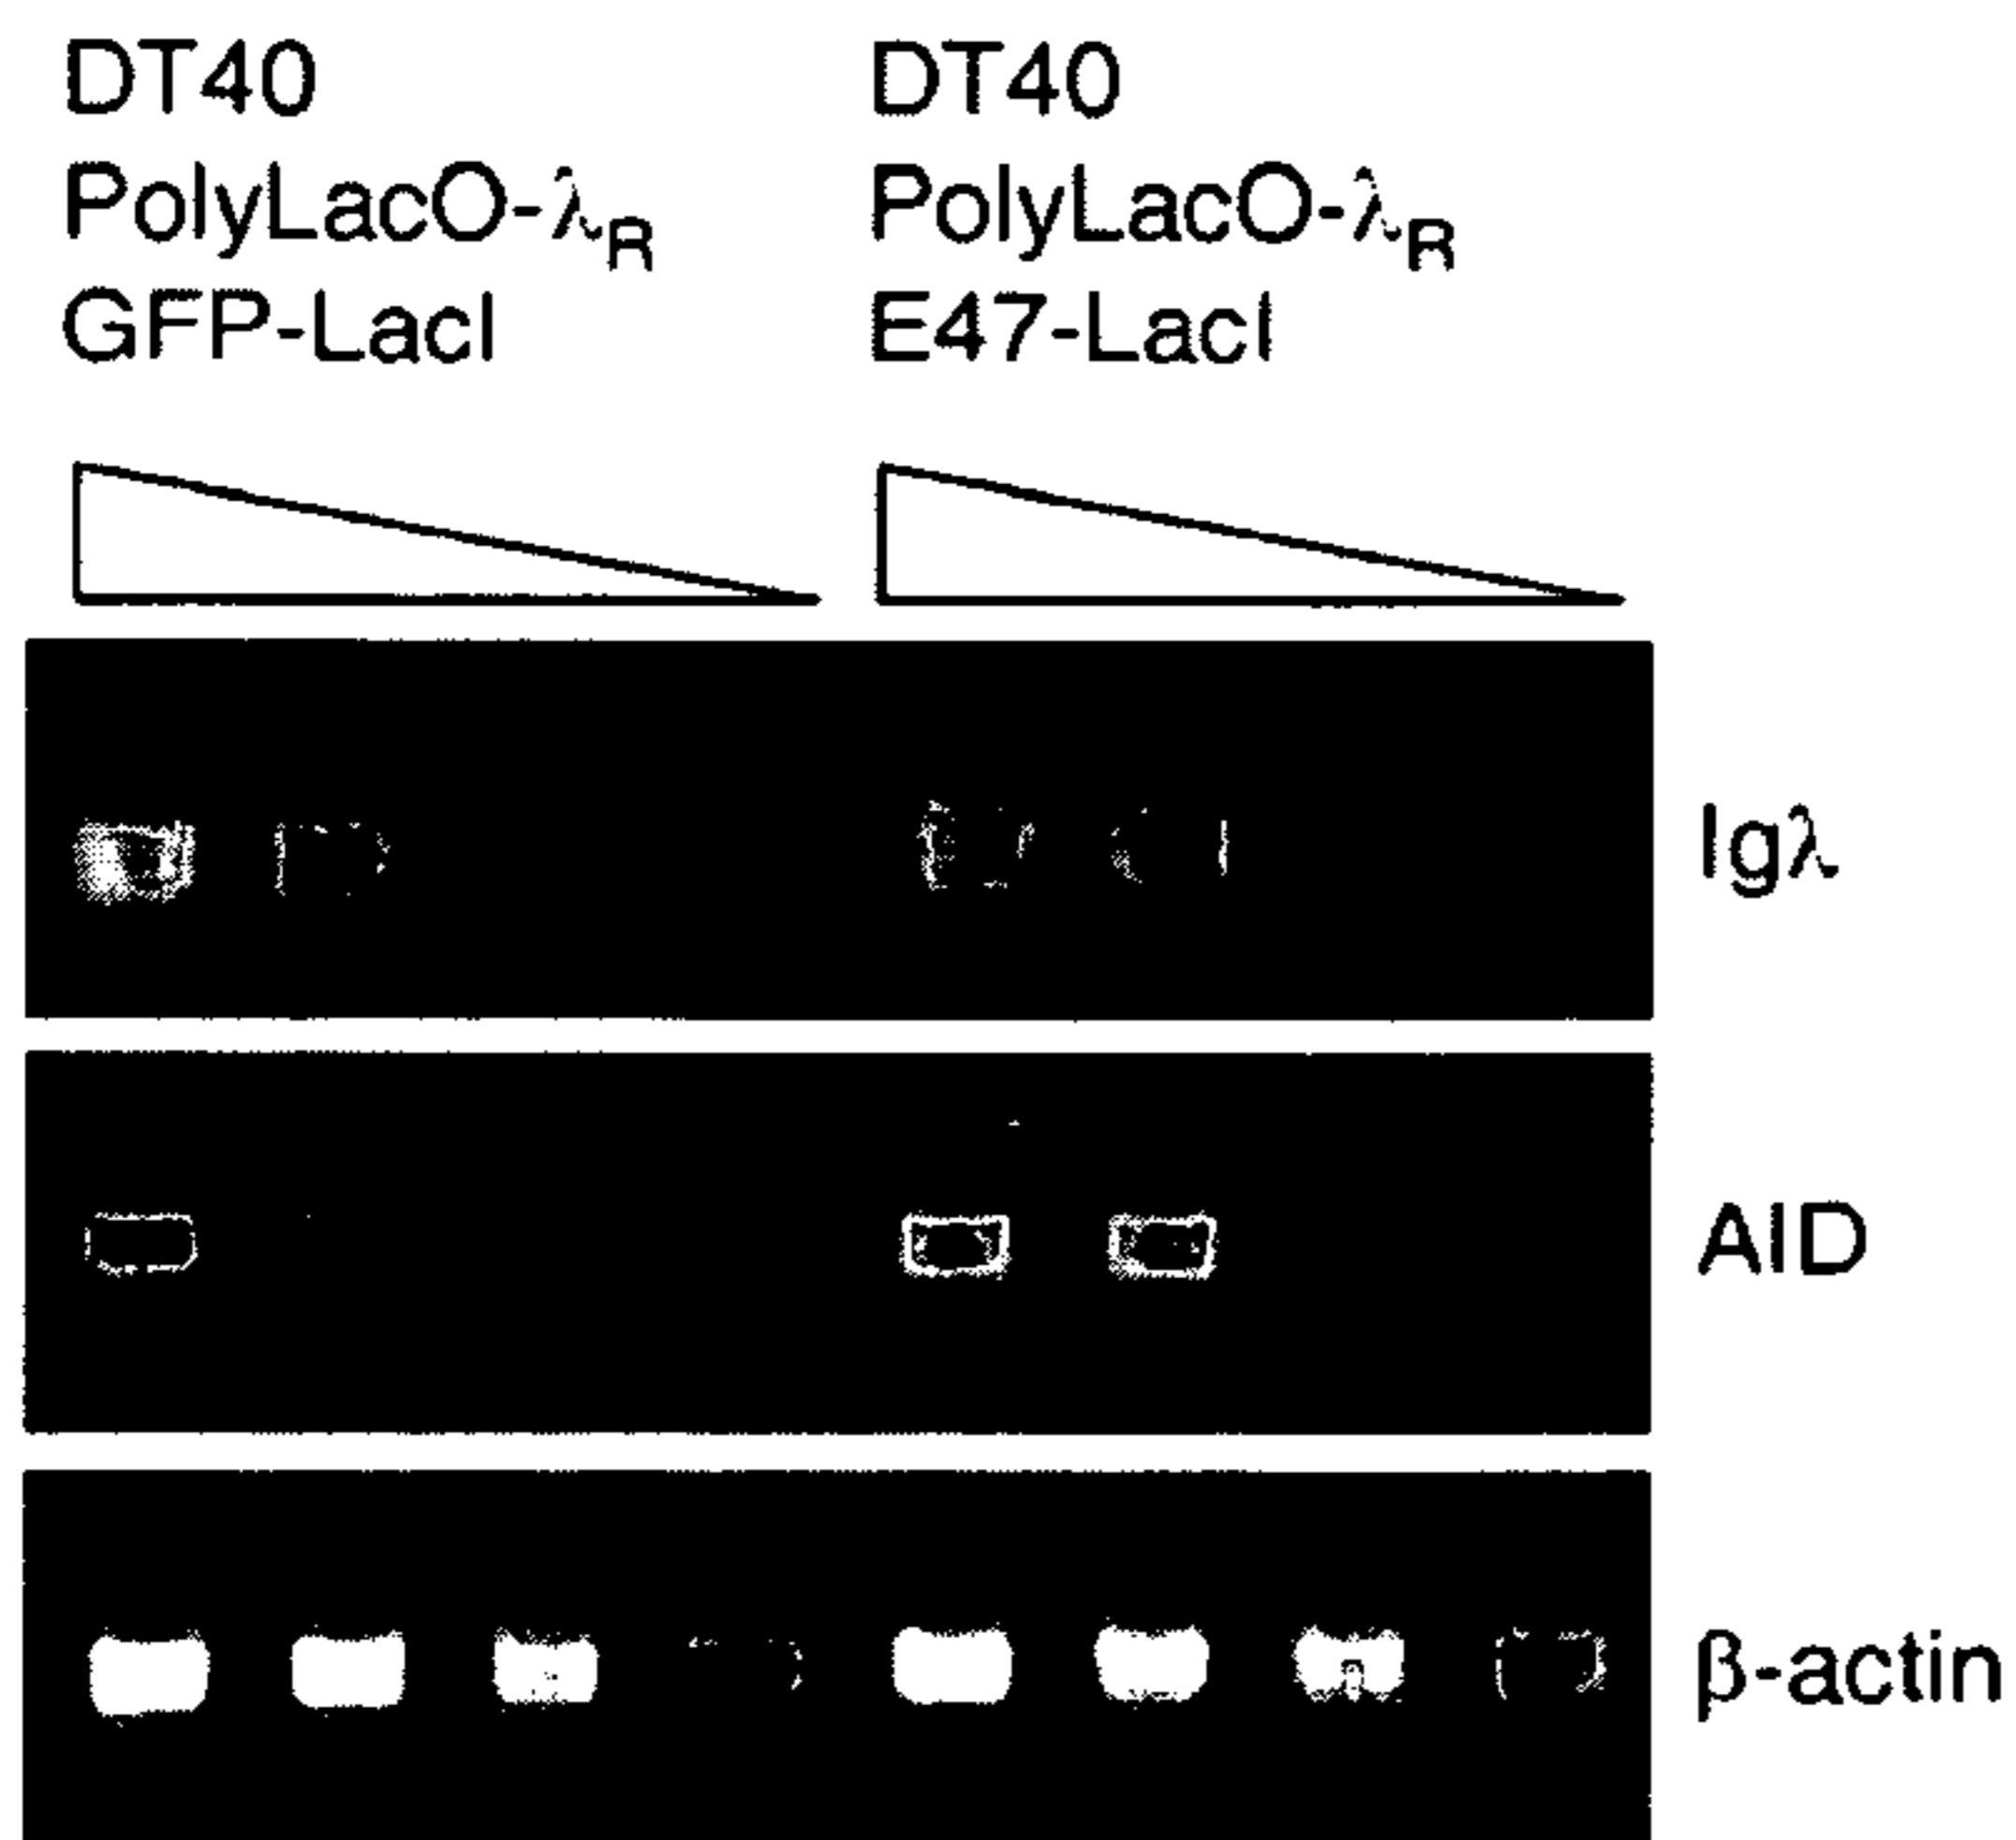 DT40
PolyLacO-λR
GFP-LacI
DT40
PolyLacO-λR
E47-LacI
Igλ
AID
β-actin